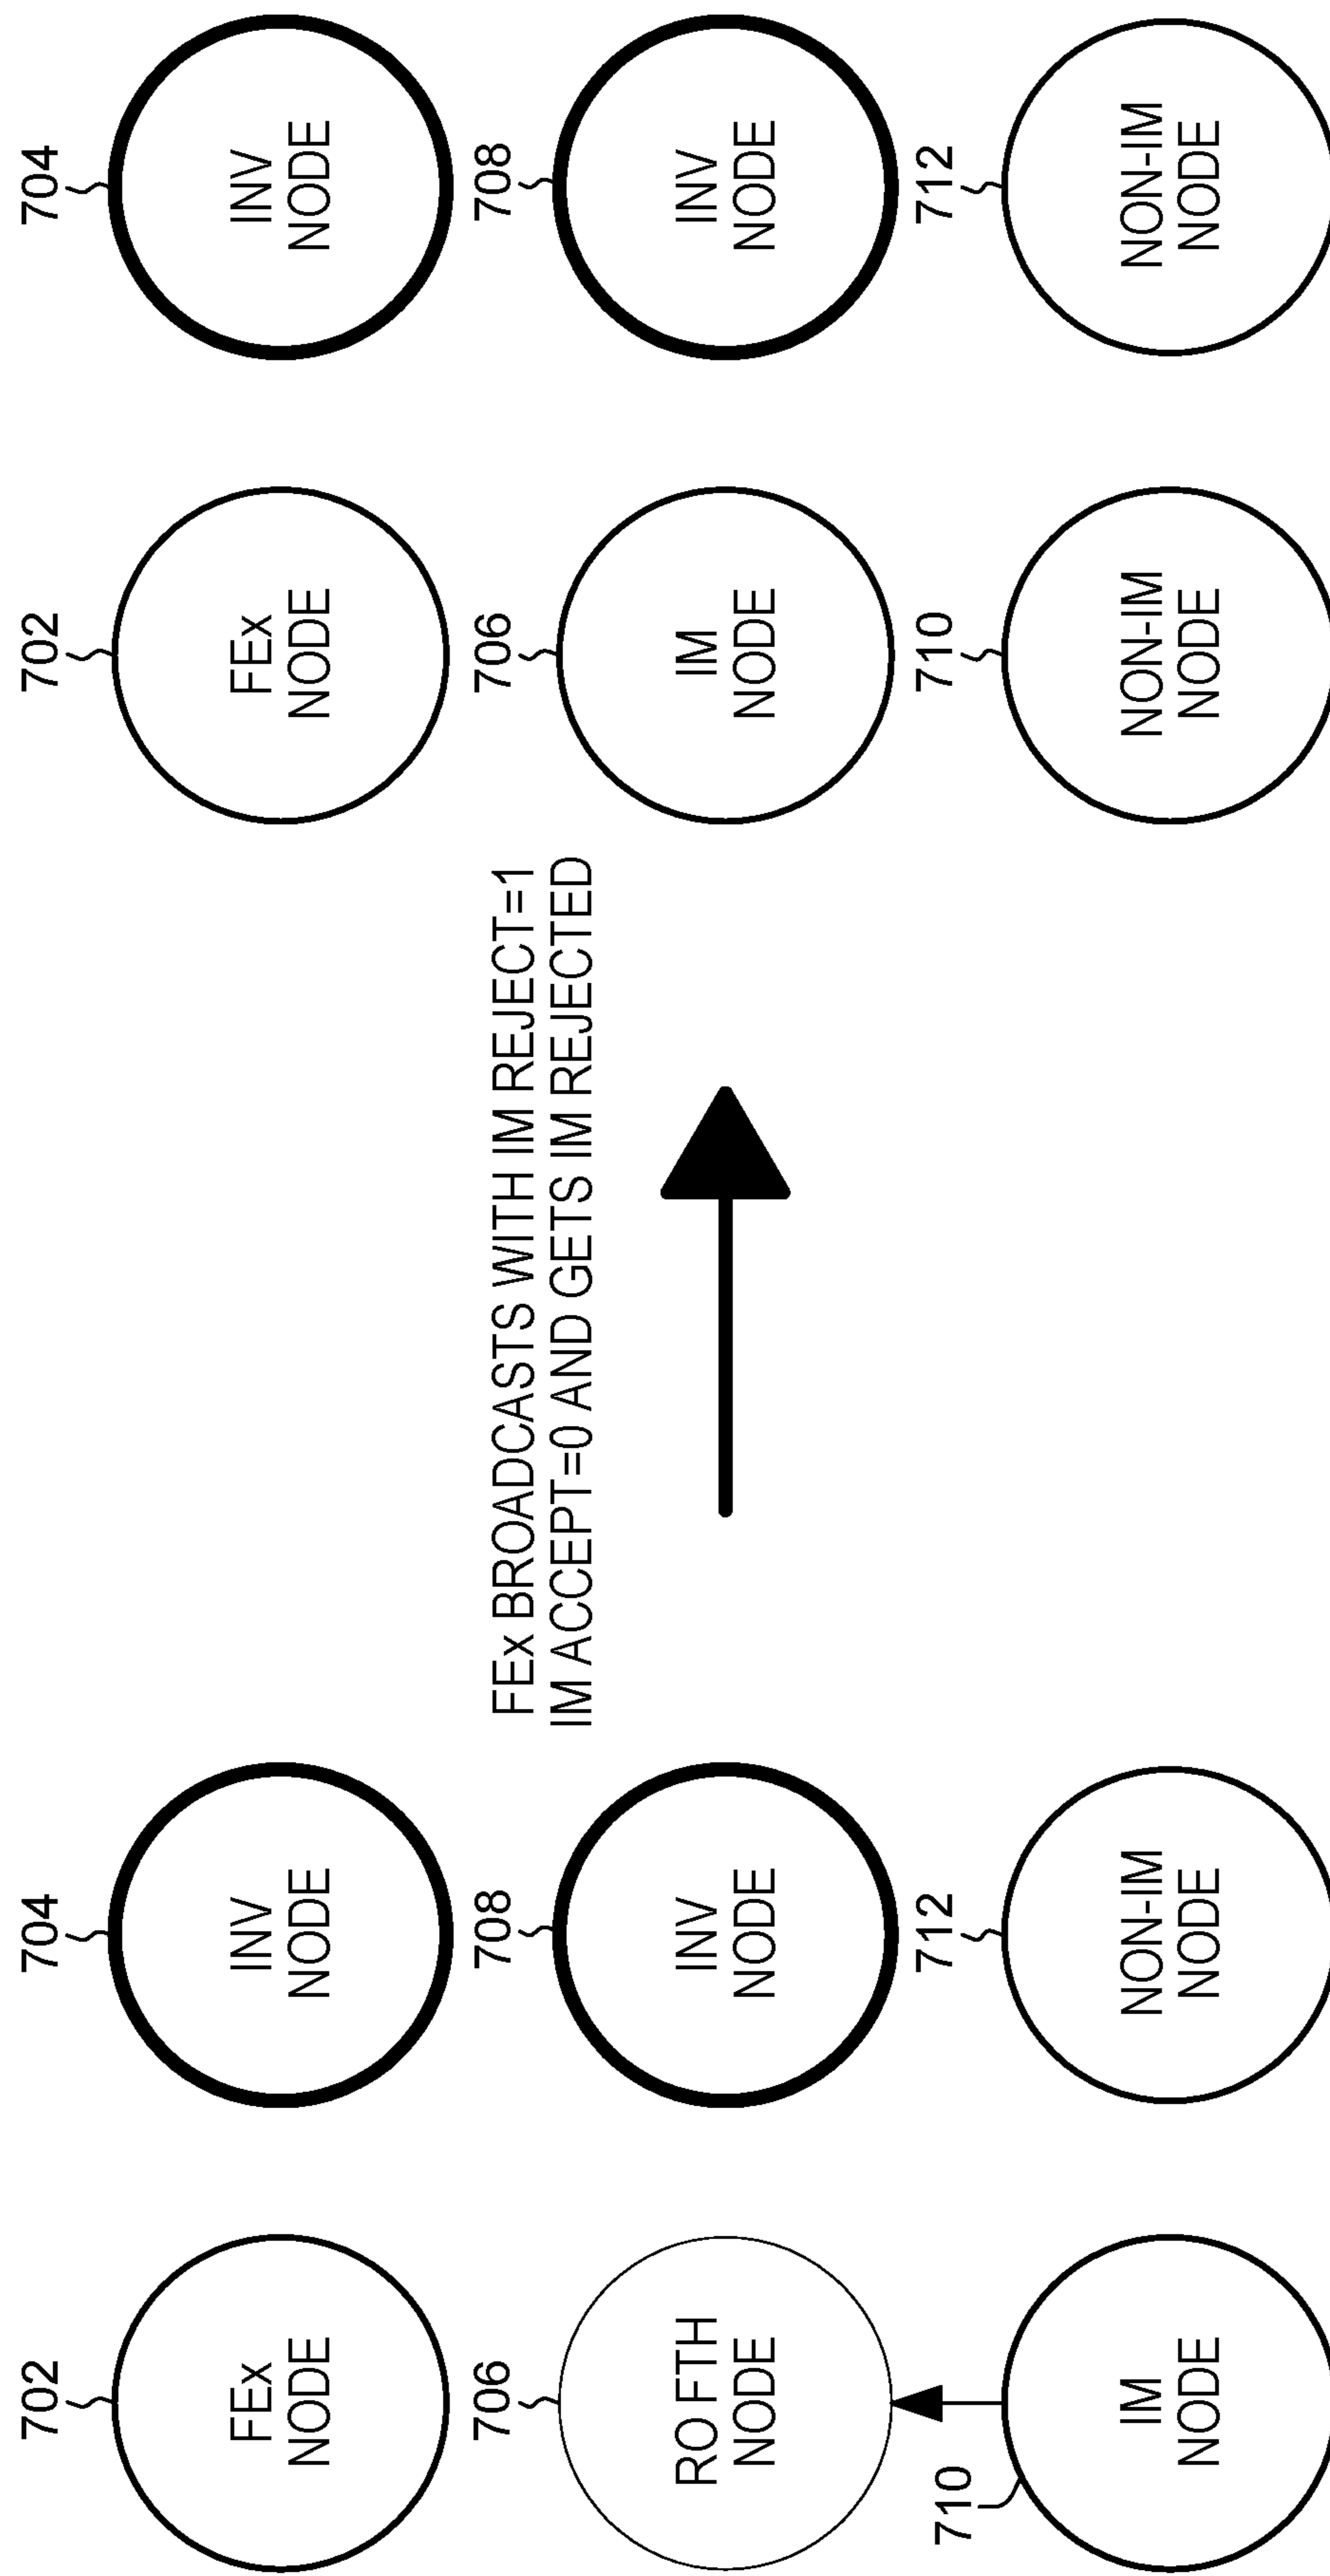 702
FEx
NODE
704
INV
NODE
706
RO FTH
NODE
708
INV
NODE
710
IM
NODE
712
NON-IM
NODE
FEx BROADCASTS WITH IM REJECT=1
IM ACCEPT=0 AND GETS IM REJECTED
702
FEx
NODE
704
INV
NODE
706
IM
NODE
708
INV
NODE
710
NON-IM
NODE
712
NON-IM
NODE